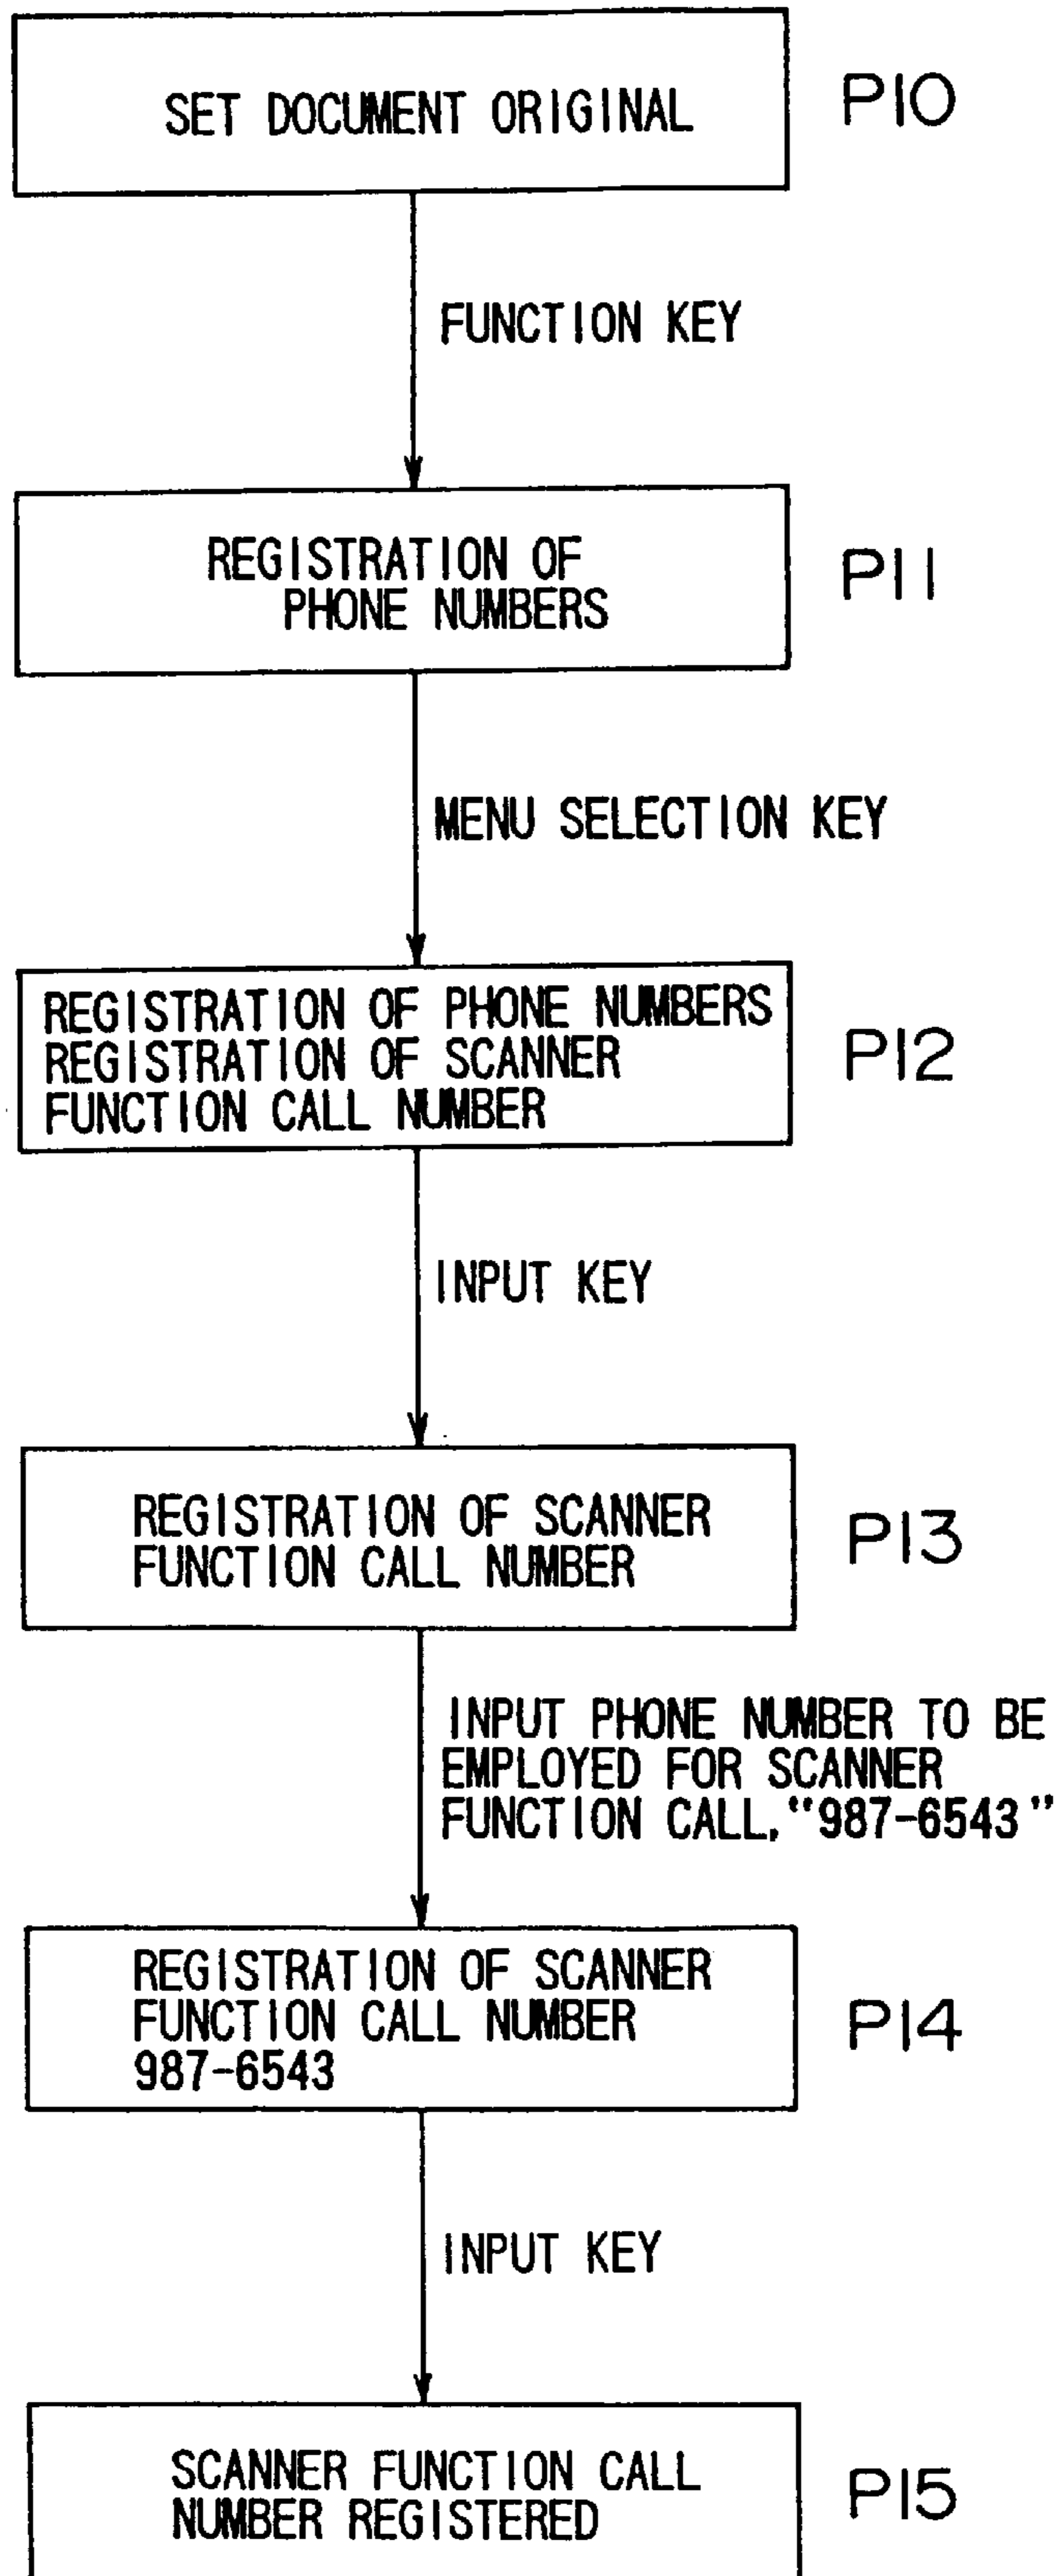 SET DOCUMENT ORIGINAL
P10
FUNCTION KEY
REGISTRATION OF
PHONE NUMBERS
P11
MENU SELECTION KEY
REGISTRATION OF PHONE NUMBERS
REGISTRATION OF SCANNER
FUNCTION CALL NUMBER
P12
INPUT KEY
REGISTRATION OF SCANNER
FUNCTION CALL NUMBER
P13
INPUT PHONE NUMBER TO BE
EMPLOYED FOR SCANNER
FUNCTION CALL, "987-6543"
REGISTRATION OF SCANNER
FUNCTION CALL NUMBER
987-6543
P14
INPUT KEY
SCANNER FUNCTION CALL
NUMBER REGISTERED
P15